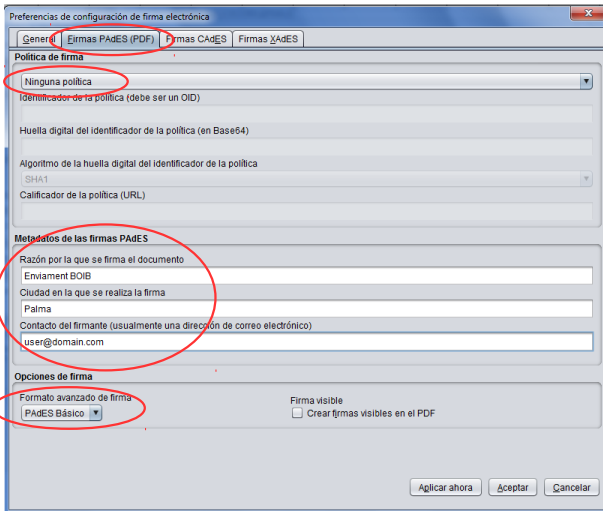 Preferencias de configuración de firma electrónica
General Firmas PAdES (PDF) Firmas CAdES Firmas XAdES
Política de firma
Ninguna política
Identificador de la política (debe ser un OID)
Huella digital del identificador de la política (en Base64)
Algoritmo de la huella digital del identificador de la política
SHA1
Calificador de la política (URL)
Metadatos de las firmas PAdES
Razón por la que se firma el documento
Enviament BOIB
Ciudad en la que se realiza la firma
Palma
Contacto del firmante (usualmente una dirección de correo electrónico)
user@domain.com
Opciones de firma
Formato avanzado de firma
PAdES Básico
Firma visible
Crear firmas visibles en el PDF
Aplicar ahora Aceptar Cancelar